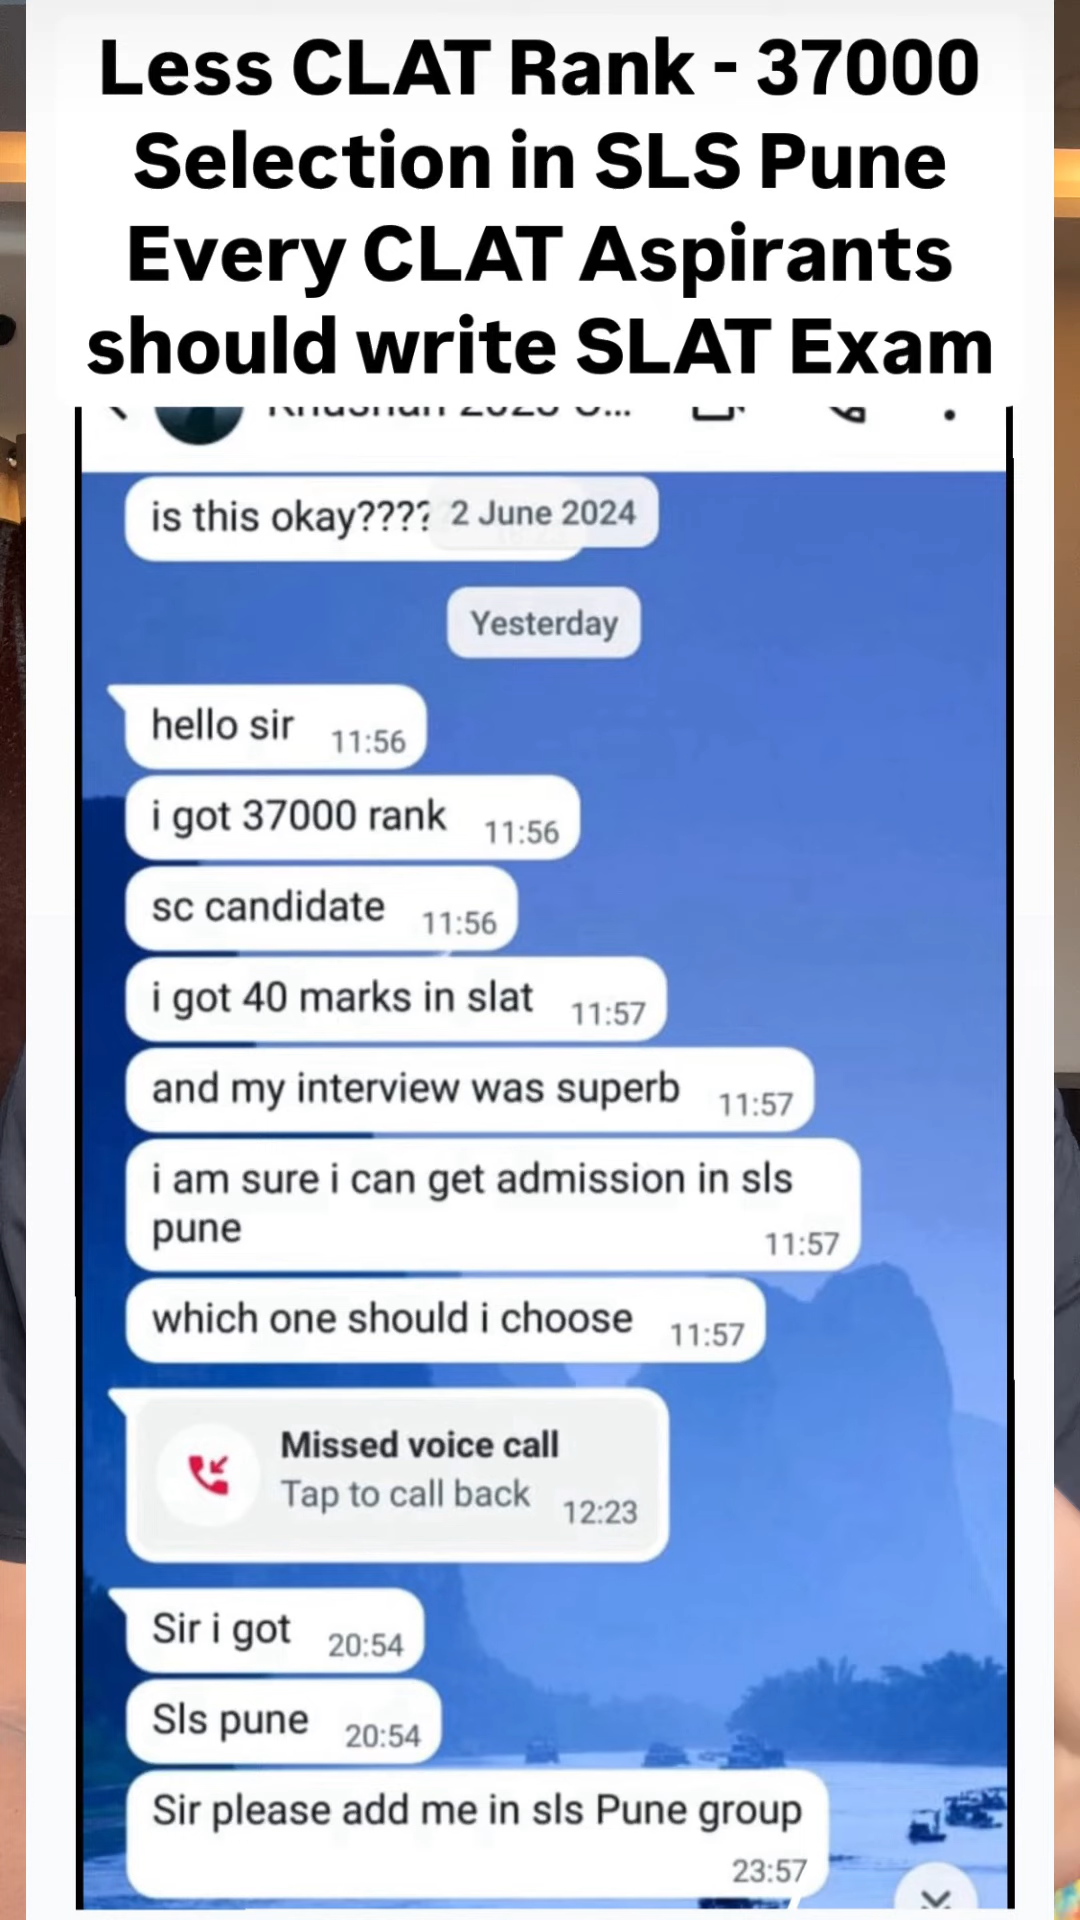 Less CLAT Rank - 37000
Selection in SLS Pune
Every CLAT Aspirants
should write SLAT Exam
is this okay????
2 June 2024
Yesterday
hello sir 11:56
i got 37000 rank 11:56
sc candidate 11:56
i got 40 marks in slat 11:57
and my interview was superb 11:57
i am sure i can get admission in sls
pune 11:57
which one should i choose 11:57
Missed voice call
Tap to call back 12:23
Sir i got 20:54
Sls pune 20:54
Sir please add me in sls Pune group
23:57